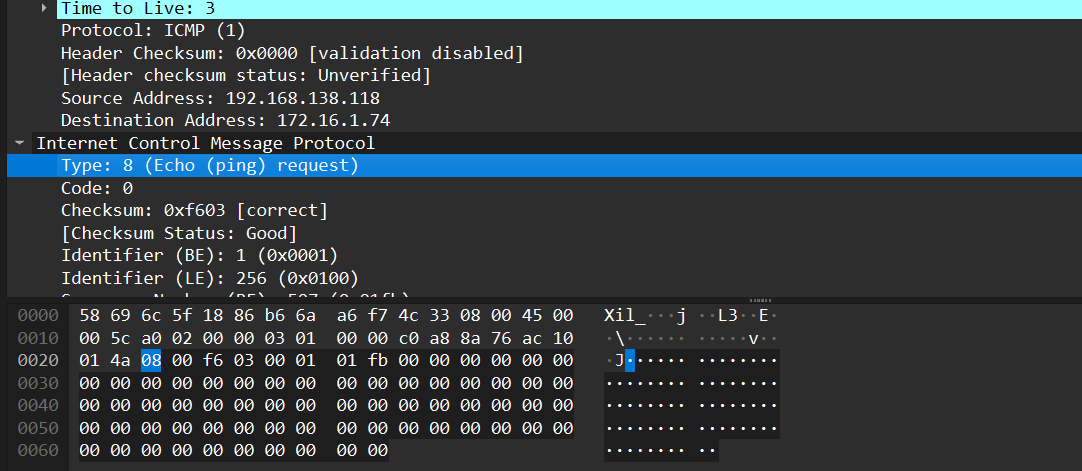 Time to Live: 3
Protocol: ICMP (1)
Header Checksum: 0x0000 [validation disabled]
[Header checksum status: Unverified]
Source Address: 192.168.138.118
Destination Address: 172.16.1.74
Internet Control Message Protocol
Type: 8 (Echo (ping) request)
Code: 0
Checksum: 0xf603 [correct]
[Checksum Status: Good]
Identifier (BE): 1 (0x0001)
Identifier (LE): 256 (0x0100)
Sequence Number (BE): 507 (0x01fb)
0000 58 69 6c 5f 18 86 b6 6a a6 f7 4c 33 08 00 45 00 Xil_···j ··L3··E·
0010 00 5c a0 02 00 00 03 01 00 00 c0 a8 8a 76 ac 10 ·\······ ·····v··
0020 01 4a 08 00 f6 03 00 01 01 fb 00 00 00 00 00 00 ·J······ ········
0030 00 00 00 00 00 00 00 00 00 00 00 00 00 00 00 00 ········ ········
0040 00 00 00 00 00 00 00 00 00 00 00 00 00 00 00 00 ········ ········
0050 00 00 00 00 00 00 00 00 00 00 00 00 00 00 00 00 ········ ········
0060 00 00 00 00 00 00 00 00 00 00 ········ ··